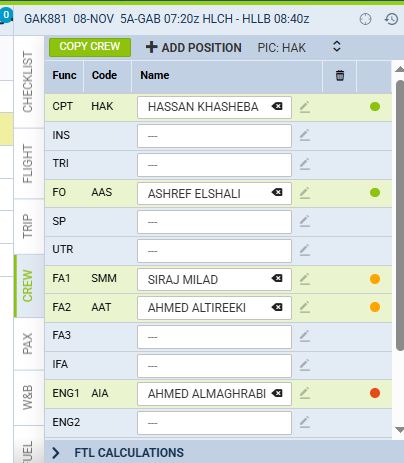 0
GAK881 08-NOV 5A-GAB 07:20z HLCH - HLLB 08:40z
COPY CREW + ADD POSITION PIC: HAK
Func Code Name
CPT HAK HASSAN KHASHEBA
INS ---
TRI ---
FO AAS ASHREF ELSHALI
SP ---
UTR ---
FA1 SMM SIRAJ MILAD
FA2 AAT AHMED ALTIREEKI
FA3 ---
IFA ---
ENG1 AIA AHMED ALMAGHRABI
ENG2 ---
FTL CALCULATIONS
CHECKLIST
FLIGHT
TRIP
CREW
PAX
W&B
FUEL